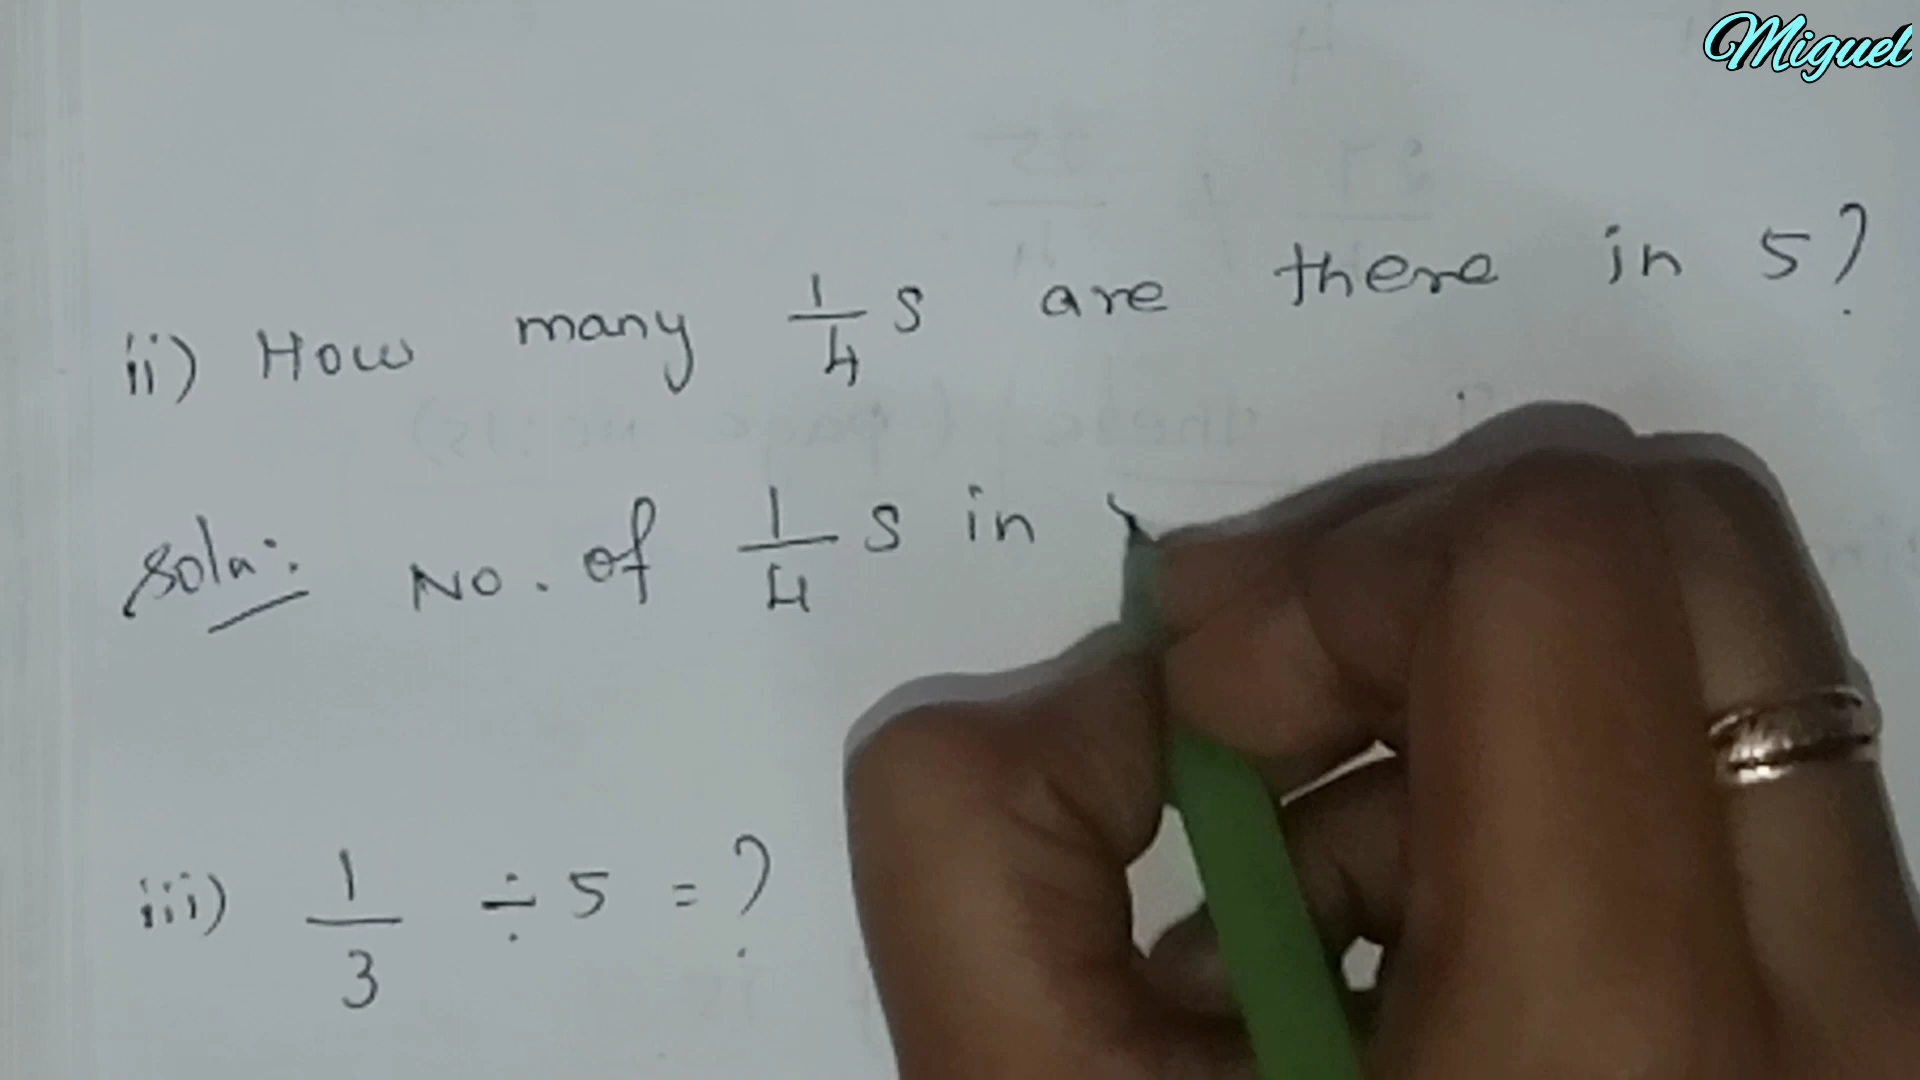 Miguel
ii) How many 1/4 s are there in 5?
Soln: No. of 1/4 s in
iii) 1/3 ÷ 5 = ?